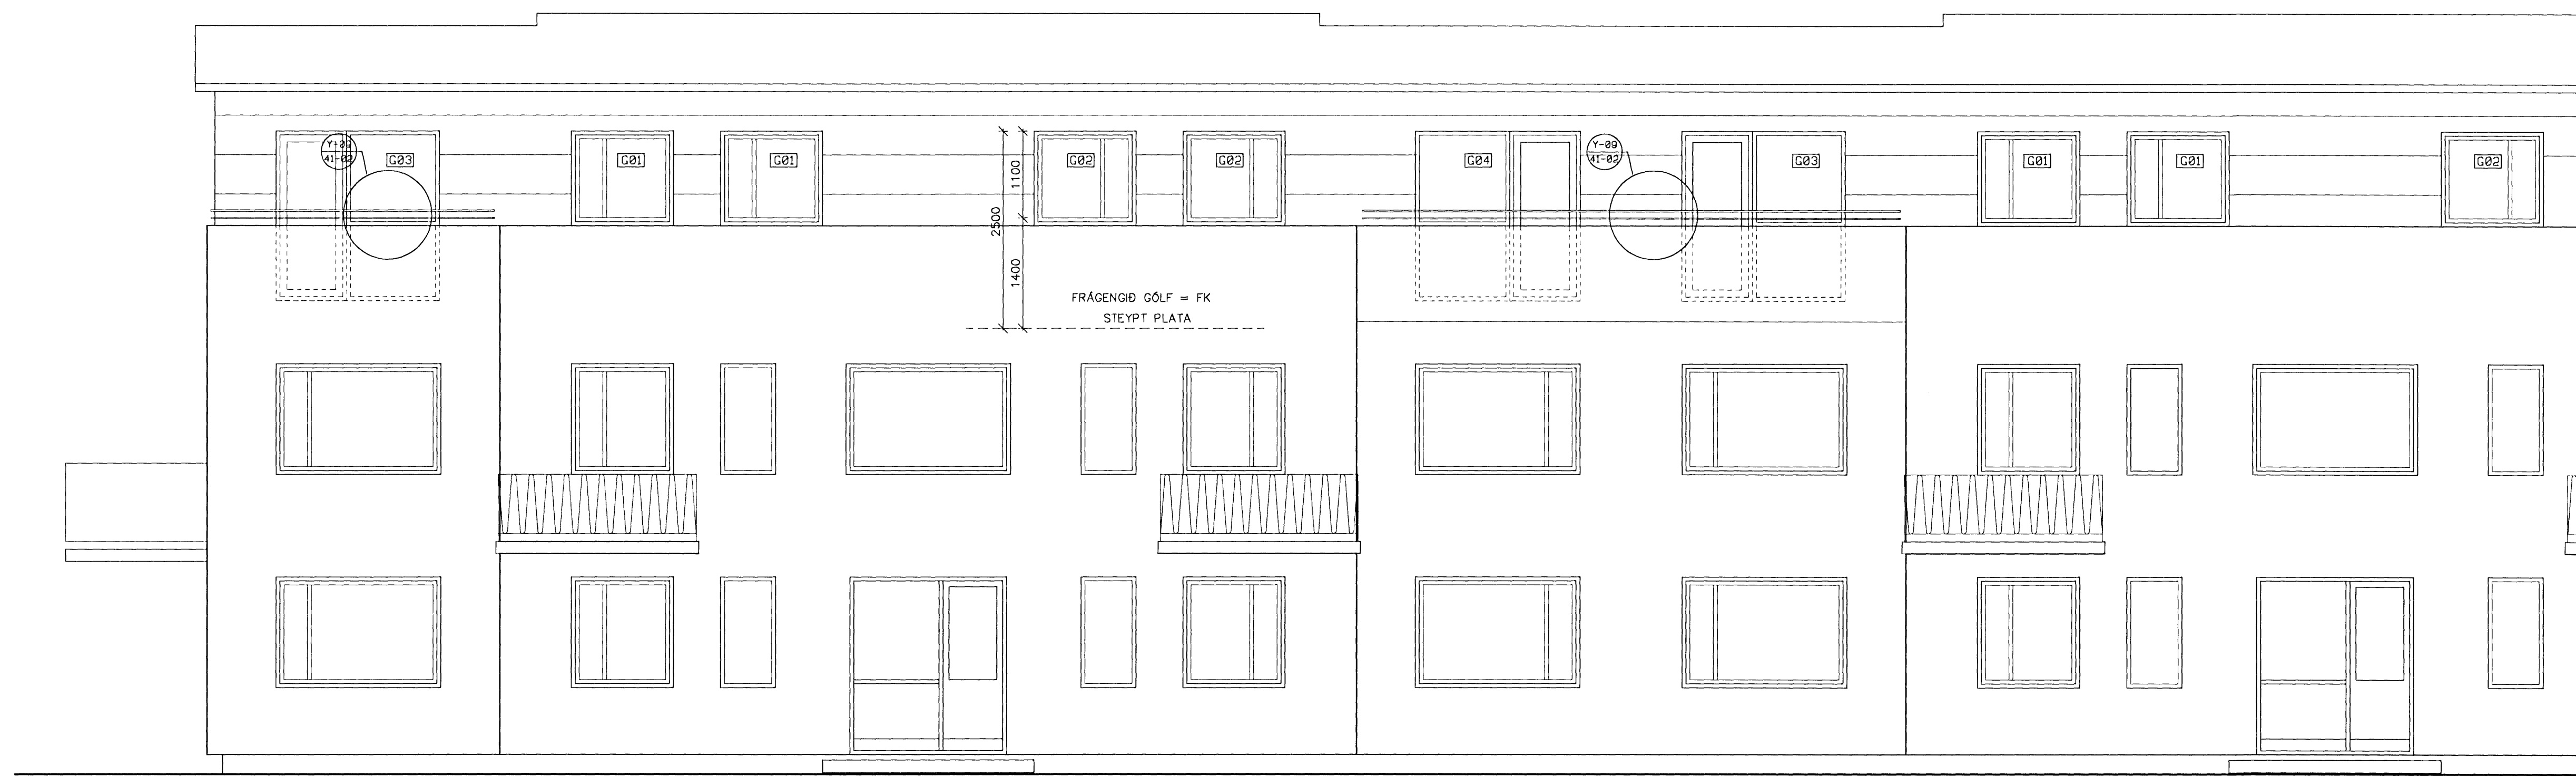 Y-09
41-02
G03
G01
G01
G02
G02
G04
Y-09
41-02
G03
G01
G01
G02
1100
2500
1400
FRÁGENGIÐ GÓLF = FK
STEYPT PLATA